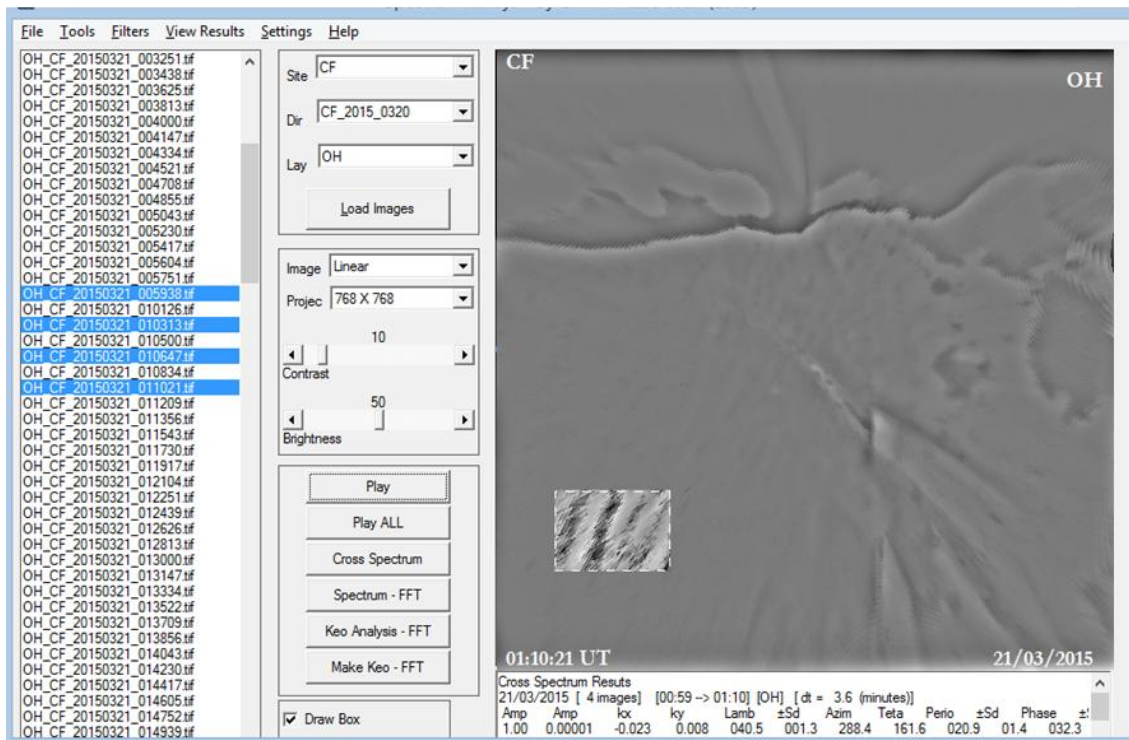 File Tools Filters View Results Settings Help
OH_CF_20150321_003251.tif
OH_CF_20150321_003438.tif
OH_CF_20150321_003625.tif
OH_CF_20150321_003813.tif
OH_CF_20150321_004000.tif
OH_CF_20150321_004147.tif
OH_CF_20150321_004334.tif
OH_CF_20150321_004521.tif
OH_CF_20150321_004708.tif
OH_CF_20150321_004855.tif
OH_CF_20150321_005043.tif
OH_CF_20150321_005230.tif
OH_CF_20150321_005417.tif
OH_CF_20150321_005604.tif
OH_CF_20150321_005751.tif
OH_CF_20150321_005938.tif
OH_CF_20150321_010126.tif
OH_CF_20150321_010313.tif
OH_CF_20150321_010500.tif
OH_CF_20150321_010647.tif
OH_CF_20150321_010834.tif
OH_CF_20150321_011021.tif
OH_CF_20150321_011209.tif
OH_CF_20150321_011356.tif
OH_CF_20150321_011543.tif
OH_CF_20150321_011730.tif
OH_CF_20150321_011917.tif
OH_CF_20150321_012104.tif
OH_CF_20150321_012251.tif
OH_CF_20150321_012439.tif
OH_CF_20150321_012626.tif
OH_CF_20150321_012813.tif
OH_CF_20150321_013000.tif
OH_CF_20150321_013147.tif
OH_CF_20150321_013334.tif
OH_CF_20150321_013522.tif
OH_CF_20150321_013709.tif
OH_CF_20150321_013856.tif
OH_CF_20150321_014043.tif
OH_CF_20150321_014230.tif
OH_CF_20150321_014417.tif
OH_CF_20150321_014605.tif
OH_CF_20150321_014752.tif
OH_CF_20150321_014939.tif
Site CF
Dir CF_2015_0320
Lay OH
Load Images
Image Linear
Projec 768 X 768
10
Contrast
50
Brightness
Play
Play ALL
Cross Spectrum
Spectrum - FFT
Keo Analysis - FFT
Make Keo - FFT
Draw Box
CF
OH
01:10:21 UT 21/03/2015
Cross Spectrum Resuts
21/03/2015 [ 4 images] [00:59 --> 01:10] [OH] [ dt = 3.6 (minutes)]
Amp Amp kx ky Lamb ±Sd Azim Teta Perio ±Sd Phase
1.00 0.00001 -0.023 0.008 040.5 001.3 288.4 161.6 020.9 01.4 032.3